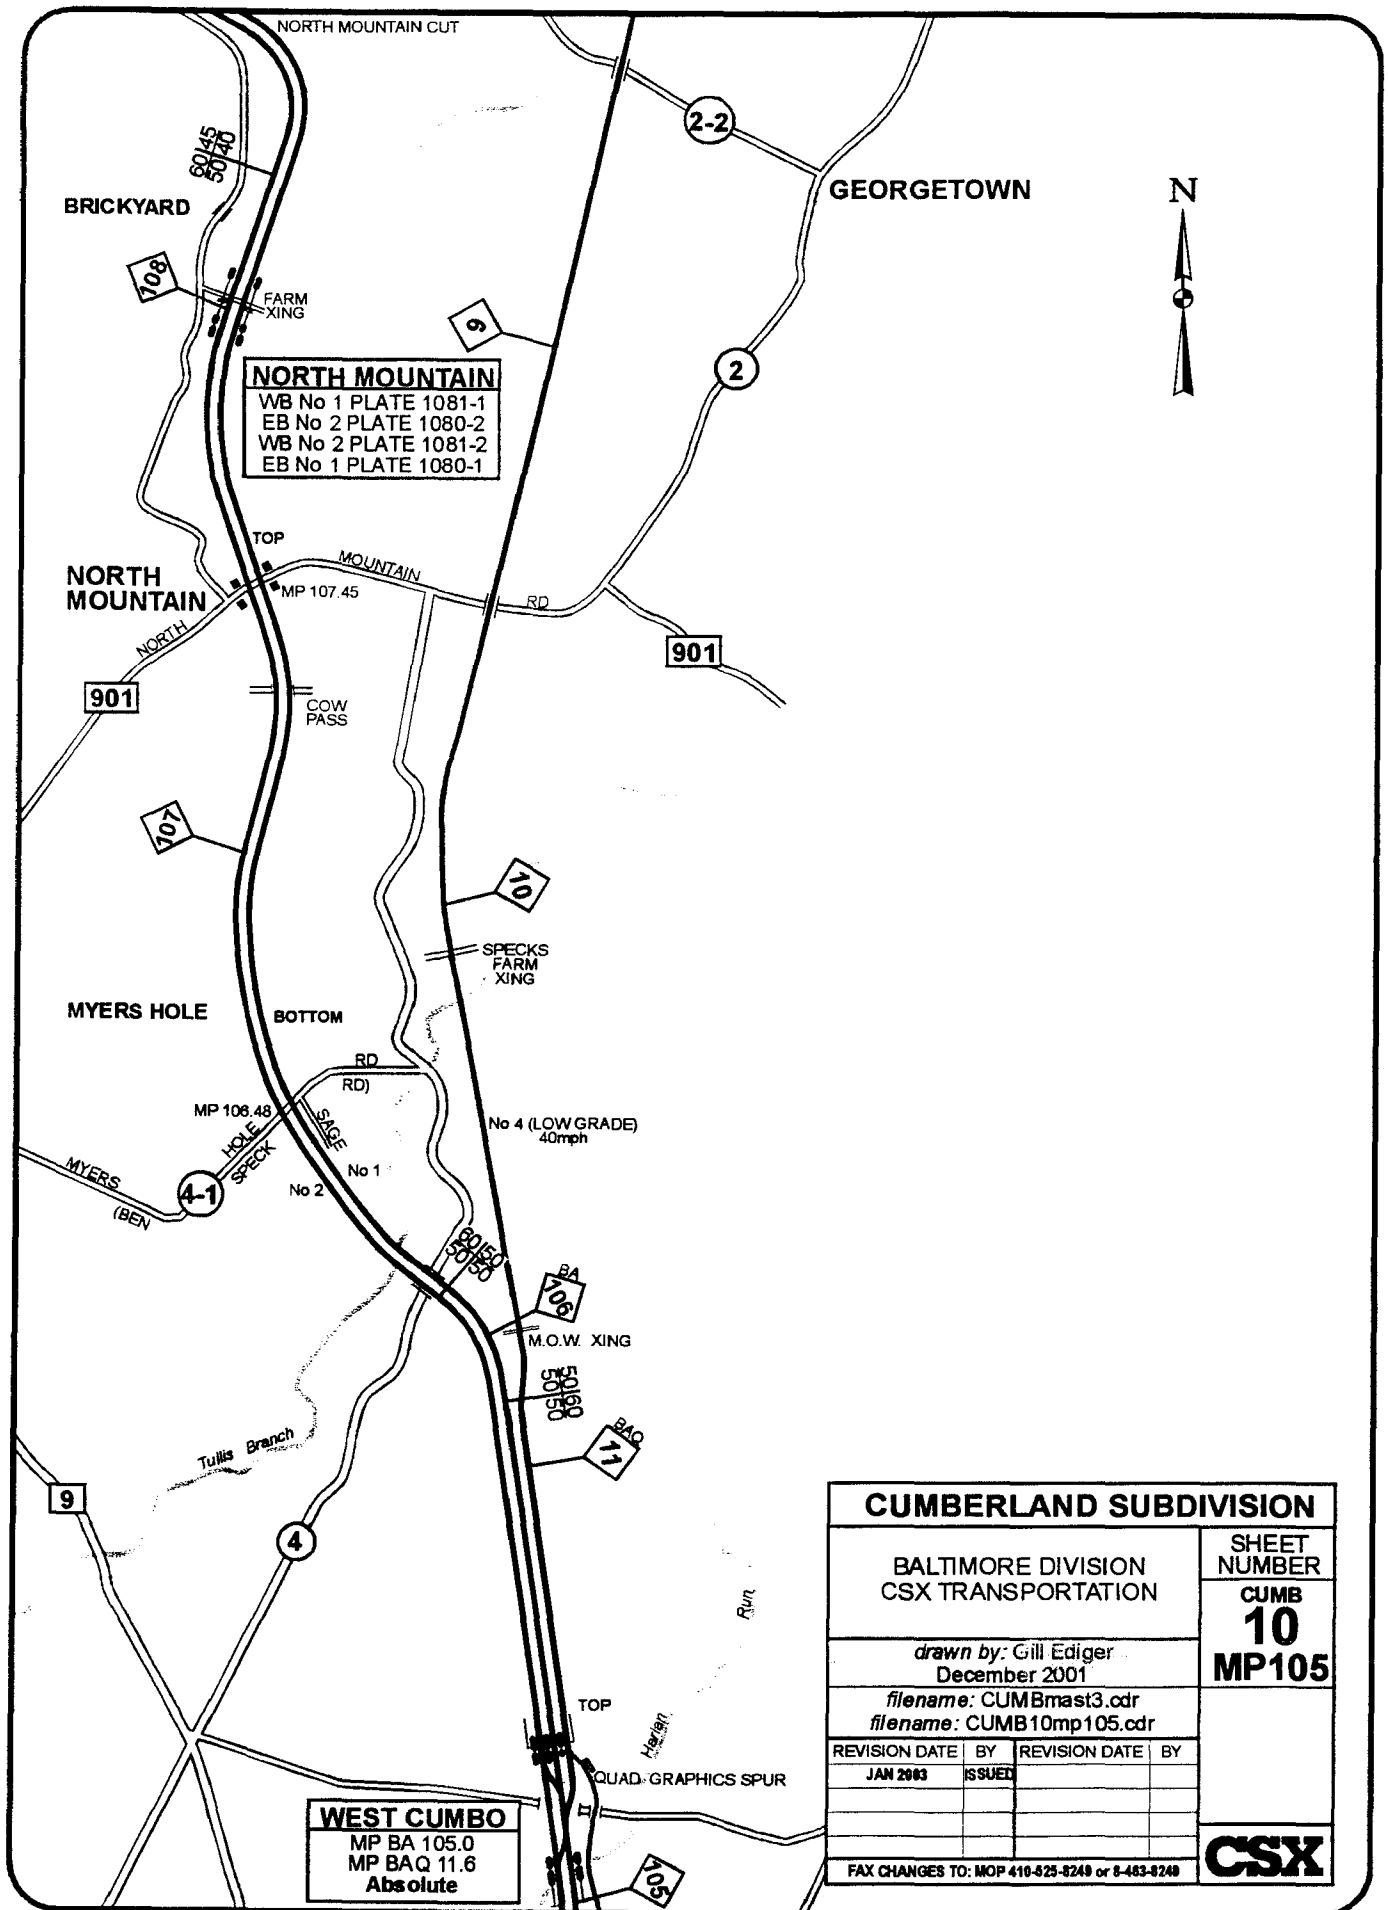 NORTH MOUNTAIN CUT
2-2
60|45
50|40
GEORGETOWN
N
BRICKYARD
108
FARM
XING
9
2
NORTH MOUNTAIN
WB No 1 PLATE 1081-1
EB No 2 PLATE 1080-2
WB No 2 PLATE 1081-2
EB No 1 PLATE 1080-1
TOP
NORTH
MOUNTAIN
MP 107.45
NORTH MOUNTAIN RD
901
901
COW
PASS
107
10
SPECKS
FARM
XING
MYERS HOLE
BOTTOM
MYERS HOLE RD
(BEN SPECK RD)
MP 106.48
SAGE
4-1
No 1
No 2
No 4 (LOW GRADE)
40mph
60|50
50|50
BA
106
M.O.W. XING
50|60
50|50
BAQ
11
Tullis Branch
9
4
Harlan Run
TOP
QUAD GRAPHICS SPUR
WEST CUMBO
MP BA 105.0
MP BAQ 11.6
Absolute
105
CUMBERLAND SUBDIVISION
BALTIMORE DIVISION
CSX TRANSPORTATION
SHEET
NUMBER
CUMB
10
MP105
drawn by: Gill Ediger
December 2001
filename: CUMBmast3.cdr
filename: CUMB10mp105.cdr
REVISION DATE BY REVISION DATE BY
JAN 2003 ISSUED
FAX CHANGES TO: MOP 410-525-8249 or 8-463-8249
CSX